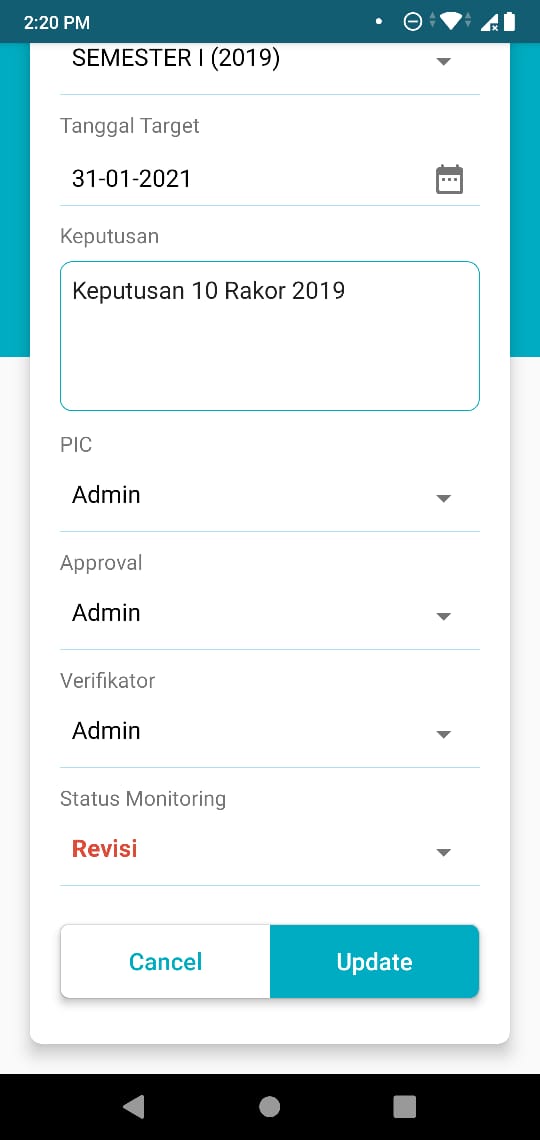 2:20 PM
SEMESTER I (2019)
Tanggal Target
31-01-2021
Keputusan
Keputusan 10 Rakor 2019
PIC
Admin
Approval
Admin
Verifikator
Admin
Status Monitoring
Revisi
Cancel
Update